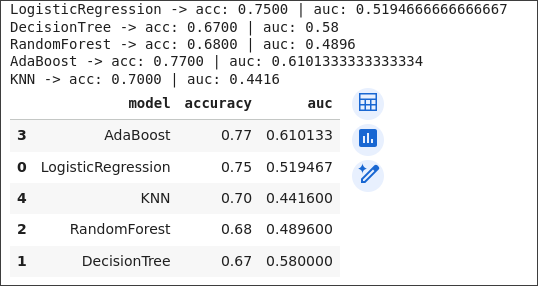 LogisticRegression -> acc: 0.7500 | auc: 0.5194666666666667
DecisionTree -> acc: 0.6700 | auc: 0.58
RandomForest -> acc: 0.6800 | auc: 0.4896
AdaBoost -> acc: 0.7700 | auc: 0.6101333333333334
KNN -> acc: 0.7000 | auc: 0.4416
model accuracy auc
3 AdaBoost 0.77 0.610133
0 LogisticRegression 0.75 0.519467
4 KNN 0.70 0.441600
2 RandomForest 0.68 0.489600
1 DecisionTree 0.67 0.580000